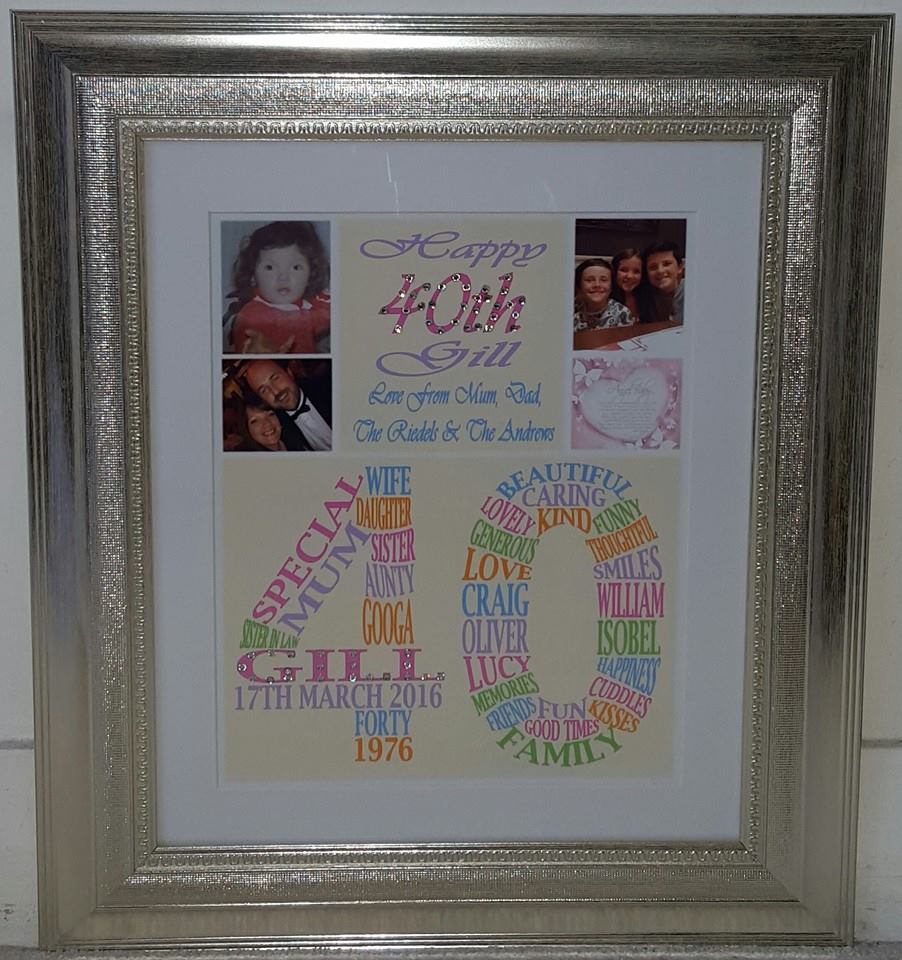 Happy
40th
Gill
Love From Mum, Dad,
The Riedels & The Andrews
Angel Baby
SPECIAL
MUM
SISTER IN LAW
WIFE
DAUGHTER
SISTER
AUNTY
GOOGA
GILL
17TH MARCH 2016
FORTY
1976
BEAUTIFUL
CARING
LOVELY
KIND
FUNNY
GENEROUS
THOUGHTFUL
LOVE
SMILES
CRAIG
WILLIAM
OLIVER
ISOBEL
LUCY
HAPPINESS
MEMORIES
CUDDLES
FRIENDS
FUN
KISSES
GOOD TIMES
FAMILY